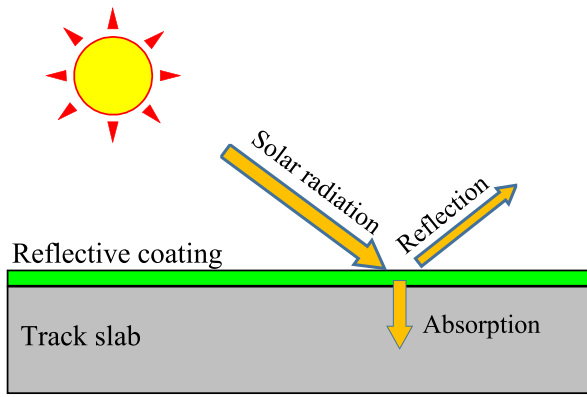 Solar radiation
Reflection
Reflective coating
Track slab
Absorption